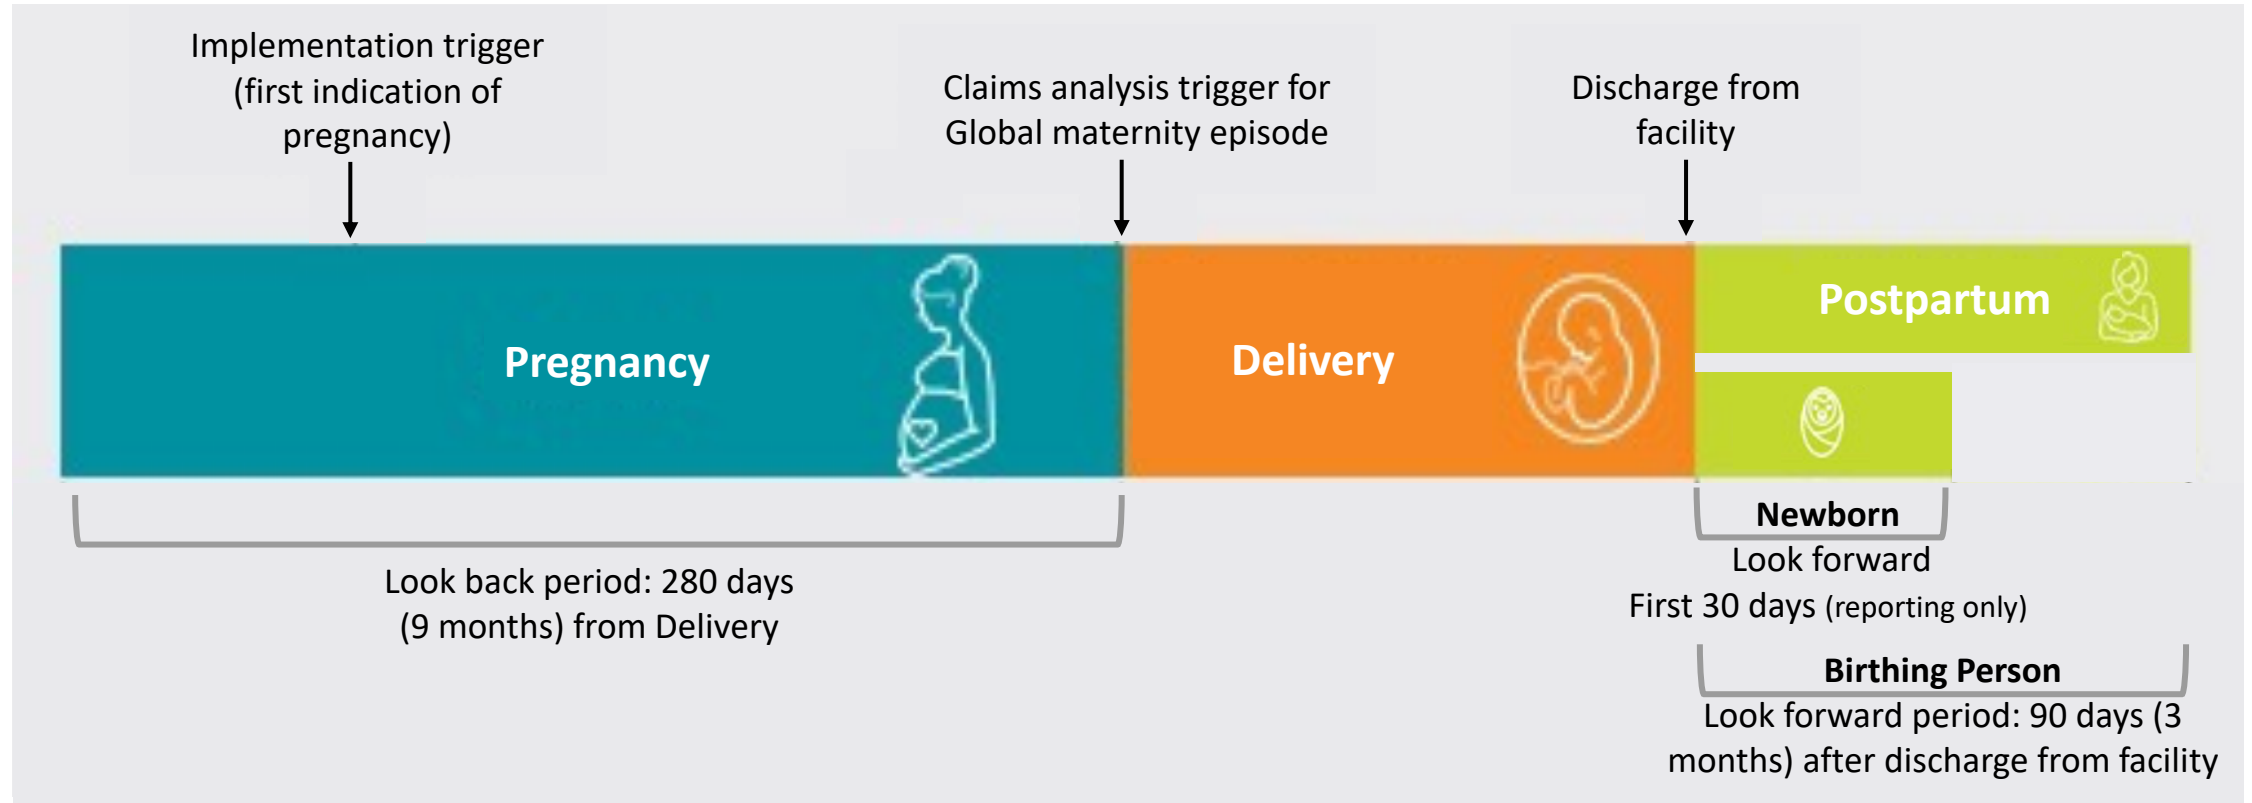 Implementation trigger
(first indication of
pregnancy)
Claims analysis trigger for
Global maternity episode
Discharge from
facility
Pregnancy
Delivery
Postpartum
Look back period: 280 days
(9 months) from Delivery
Newborn
Look forward
First 30 days (reporting only)
Birthing Person
Look forward period: 90 days (3
months) after discharge from facility